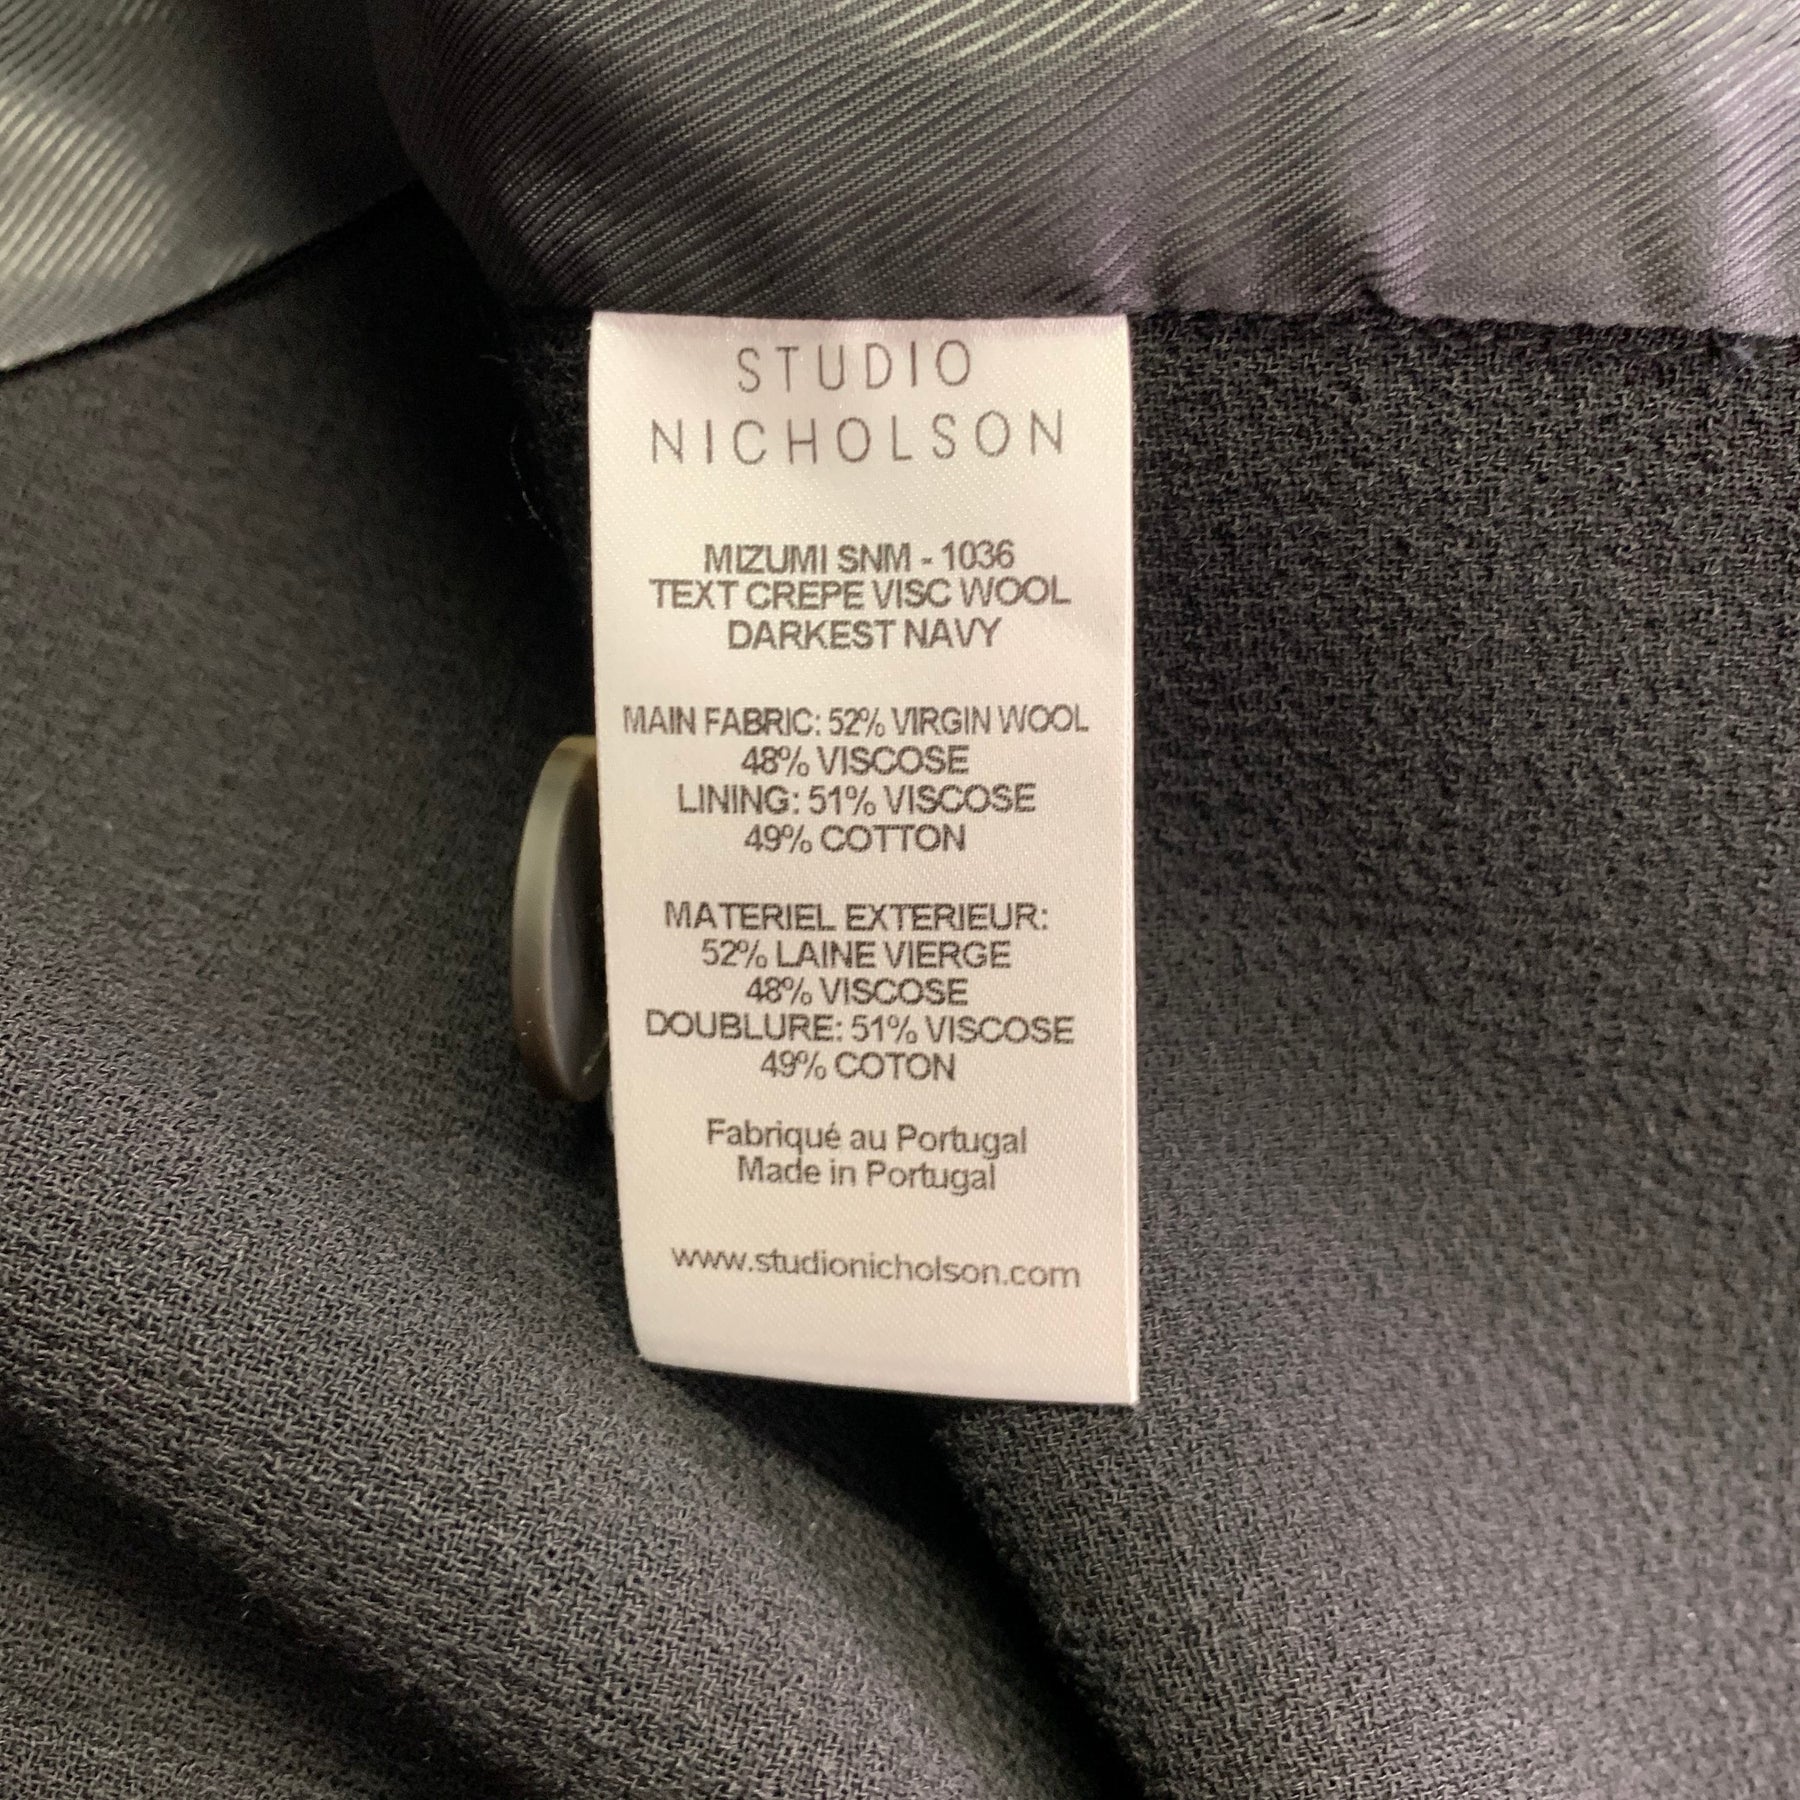 STUDIO
NICHOLSON
MIZUMI SNM - 1036
TEXT CREPE VISC WOOL
DARKEST NAVY
MAIN FABRIC: 52% VIRGIN WOOL
48% VISCOSE
LINING: 51% VISCOSE
49% COTTON
MATERIEL EXTERIEUR:
52% LAINE VIERGE
48% VISCOSE
DOUBLURE: 51% VISCOSE
49% COTON
Fabriqué au Portugal
Made in Portugal
www.studionicholson.com